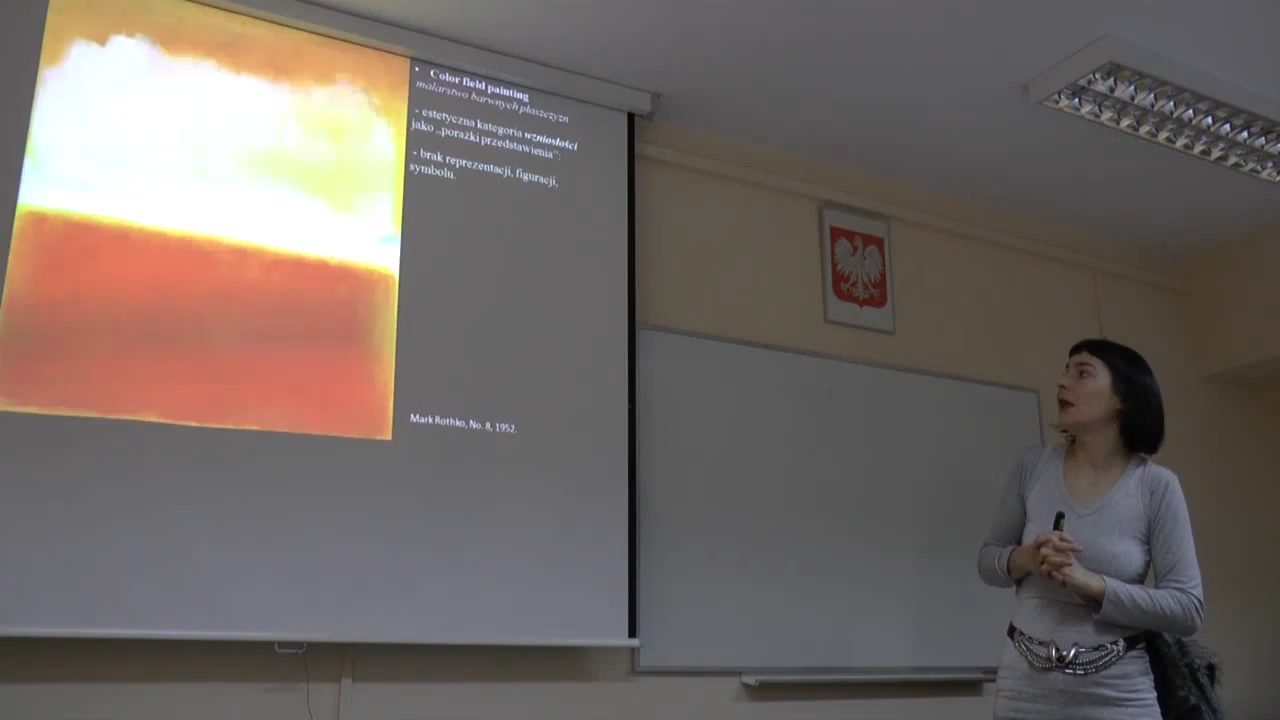 • Color field painting
malarstwo barwnych płaszczyzn
- estetyczna kategoria wzniosłości
jako „porażki przedstawienia":
- brak reprezentacji, figuracji,
symbolu.
Mark Rothko, No. 8, 1952.